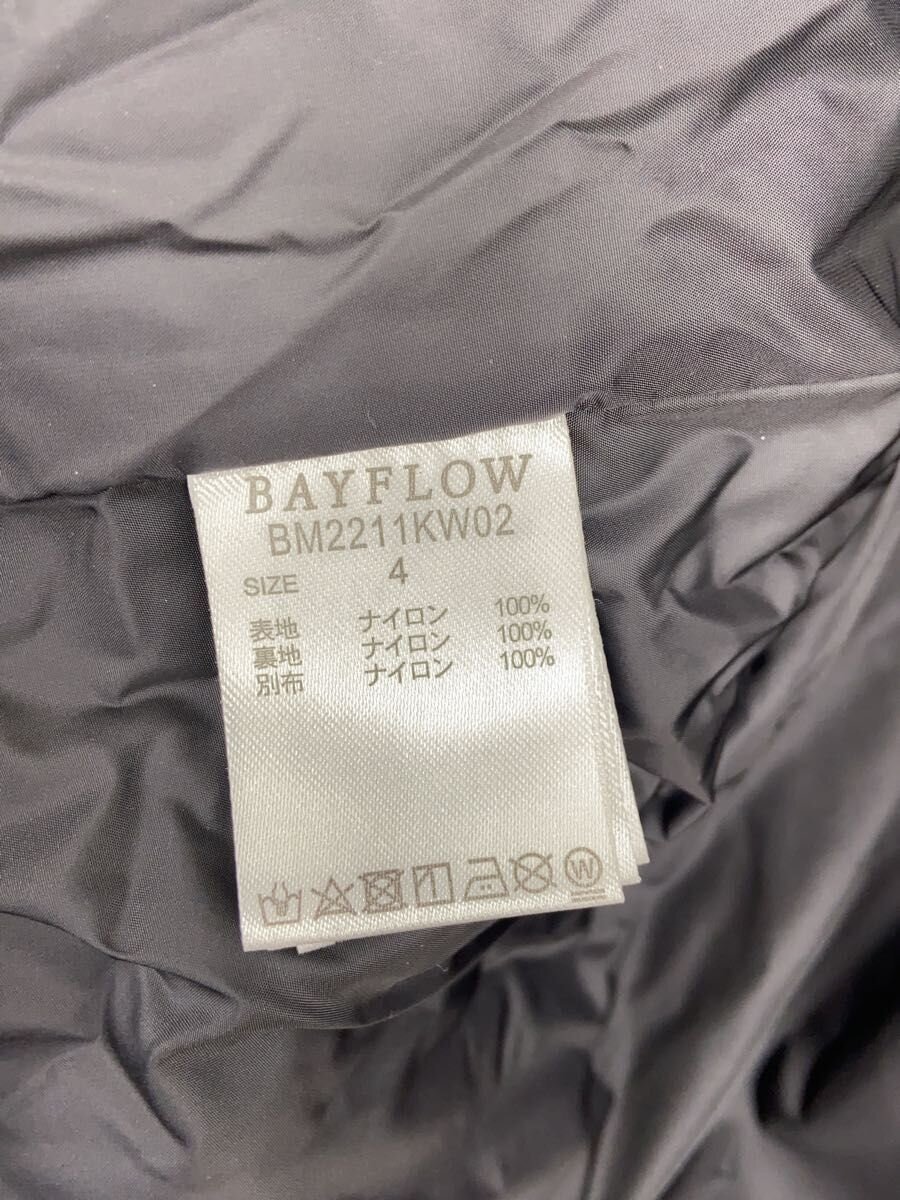 BAYFLOW
BM2211KW02
SIZE 4
表地 ナイロン 100%
裏地 ナイロン 100%
別布 ナイロン 100%
W